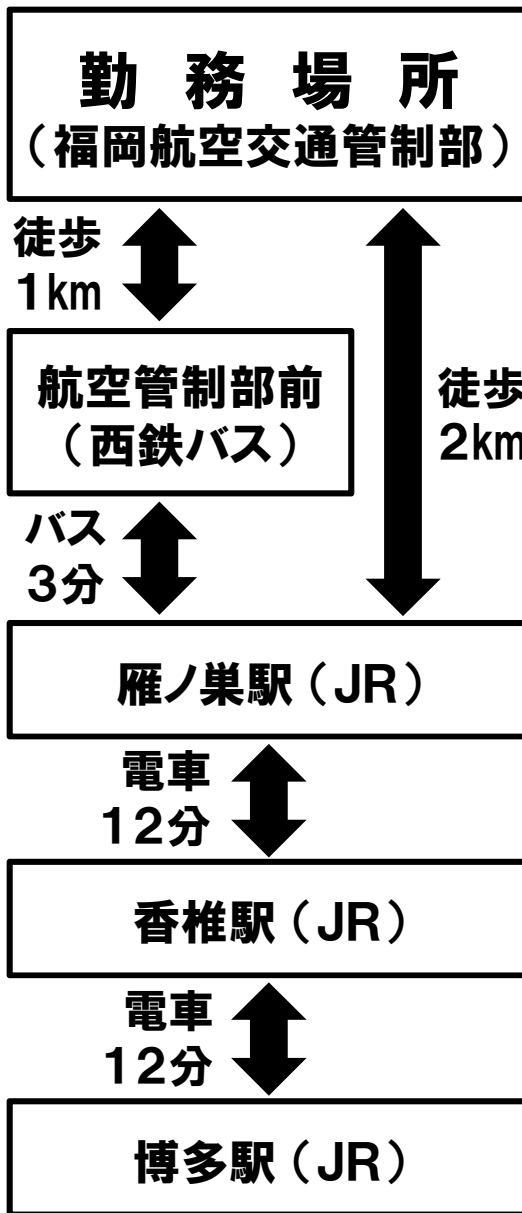 勤務場所
（福岡航空交通管制部）
徒歩
1km
航空管制部前
（西鉄バス）
徒歩
2km
バス
3分
雁ノ巣駅（JR）
電車
12分
香椎駅（JR）
電車
12分
博多駅（JR）